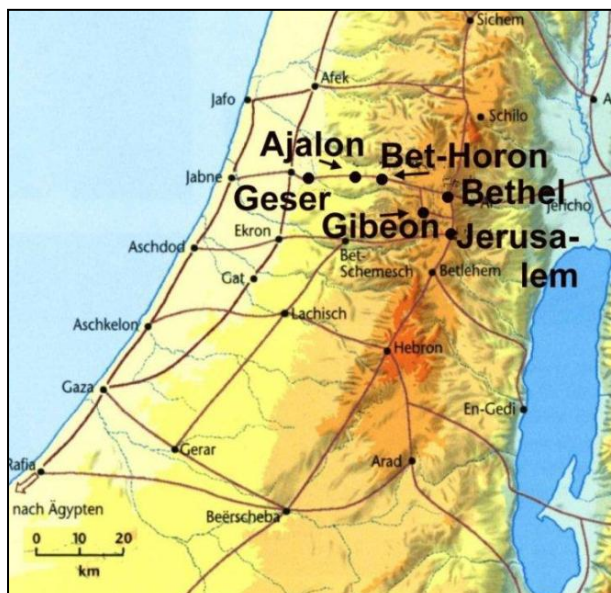 Sichem
Afek
Jafo
Schilo
Ajalon
Bet-Horon
Jabne
Geser
Bethel
Jericho
Gibeon
Ekron
Jerusa-
lem
Aschdod
Bet-
Schemesch
Betlehem
Gat
Lachisch
Aschkelon
Hebron
Gaza
En-Gedi
Gerar
Arad
Rafia
nach Ägypten
Beërscheba
0 10 20
km